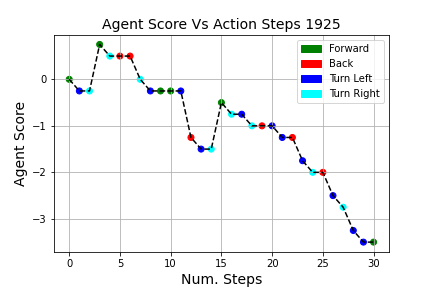 Agent Score Vs Action Steps 1925
Forward
Back
Turn Left
Turn Right
Agent Score
0
−1
−2
−3
0
5
10
15
20
25
30
Num. Steps